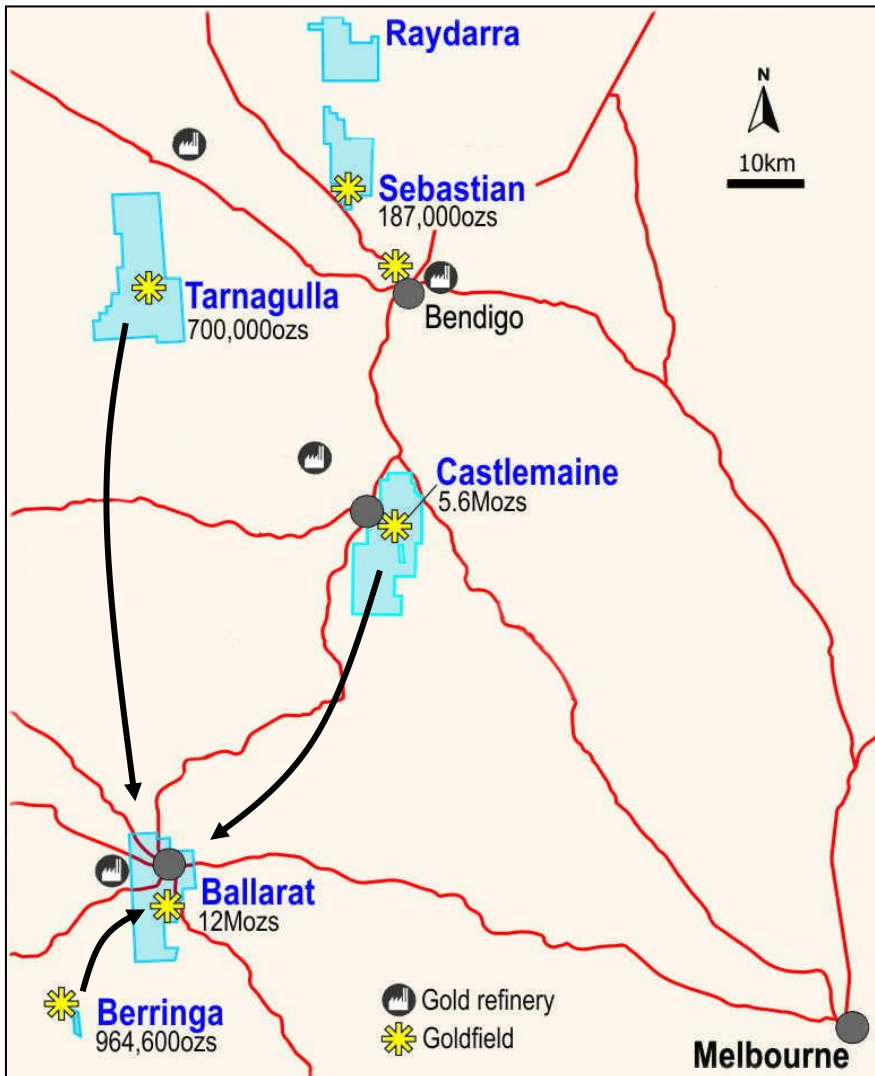 Raydarra
N
10km
Sebastian
187,000ozs
Tarnagulla
700,000ozs
Bendigo
Castlemaine
5.6Mozs
Ballarat
12Mozs
Berringa
964,600ozs
Gold refinery
Goldfield
Melbourne